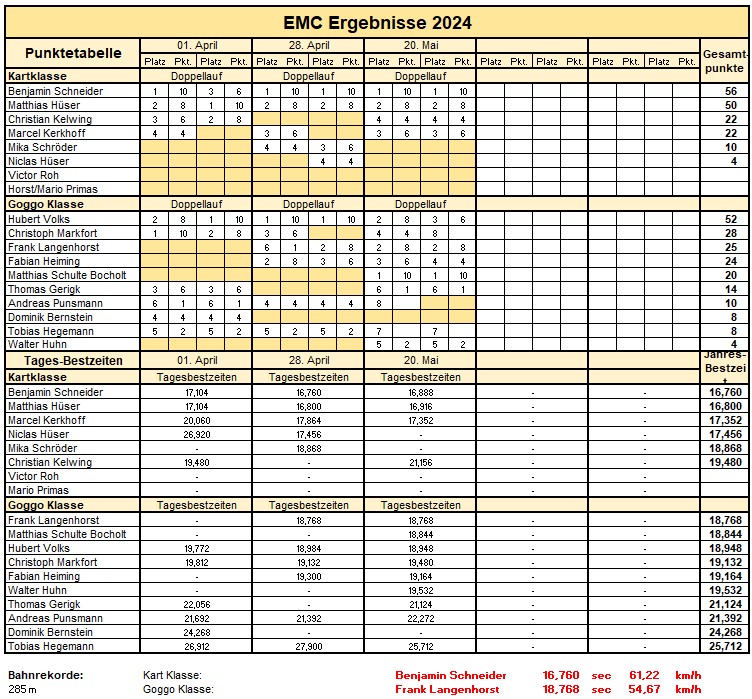 EMC Ergebnisse 2024
Punktetabelle 01. April 28. April 20. Mai Gesamt-punkte
Platz Pkt. Platz Pkt. Platz Pkt. Platz Pkt. Platz Pkt. Platz Pkt. Platz Pkt. Platz Pkt. Platz Pkt. Platz Pkt.
Kartklasse Doppellauf Doppellauf Doppellauf
Benjamin Schneider 1 10 3 6 1 10 1 10 1 10 1 10 56
Matthias Hüser 2 8 1 10 2 8 2 8 2 8 2 8 50
Christian Kelwing 3 6 2 8 4 4 4 4 22
Marcel Kerkhoff 4 4 3 6 3 6 3 6 22
Mika Schröder 4 4 3 6 10
Niclas Hüser 4 4 4
Victor Roh
Horst/Mario Primas
Goggo Klasse Doppellauf Doppellauf Doppellauf
Hubert Volks 2 8 1 10 1 10 1 10 2 8 3 6 52
Christoph Markfort 1 10 2 8 3 6 4 4 8 28
Frank Langenhorst 6 1 2 8 2 8 2 8 25
Fabian Heiming 2 8 3 6 3 6 4 4 24
Matthias Schulte Bocholt 1 10 1 10 20
Thomas Gerigk 3 6 3 6 6 1 6 1 14
Andreas Punsmann 6 1 6 1 4 4 4 4 8 10
Dominik Bernstein 4 4 4 4 8
Tobias Hegemann 5 2 5 2 5 2 5 2 7 7 8
Walter Huhn 5 2 5 2 4
Tages-Bestzeiten 01. April 28. April 20. Mai Jahres-Bestzeit
Kartklasse Tagesbestzeiten Tagesbestzeiten Tagesbestzeiten
Benjamin Schneider 17,104 16,760 16,888 - - 16,760
Matthias Hüser 17,104 16,800 16,916 - - 16,800
Marcel Kerkhoff 20,060 17,864 17,352 - - 17,352
Niclas Hüser 26,920 17,456 - - - 17,456
Mika Schröder - 18,868 - - - 18,868
Christian Kelwing 19,480 - 21,156 - - 19,480
Victor Roh - - - - -
Mario Primas - - - - -
Goggo Klasse Tagesbestzeiten Tagesbestzeiten Tagesbestzeiten
Frank Langenhorst - 18,768 18,768 - - 18,768
Matthias Schulte Bocholt - - 18,844 - - 18,844
Hubert Volks 19,772 18,984 18,948 - - 18,948
Christoph Markfort 19,812 19,132 19,480 - - 19,132
Fabian Heiming - 19,300 19,164 - - 19,164
Walter Huhn - - 19,532 - - 19,532
Thomas Gerigk 22,056 - 21,124 - - 21,124
Andreas Punsmann 21,692 21,392 22,272 - - 21,392
Dominik Bernstein 24,268 - - - - 24,268
Tobias Hegemann 26,912 27,900 25,712 - - 25,712
Bahnrekorde: Kart Klasse: Benjamin Schneider 16,760 sec 61,22 km/h
285 m Goggo Klasse: Frank Langenhorst 18,768 sec 54,67 km/h